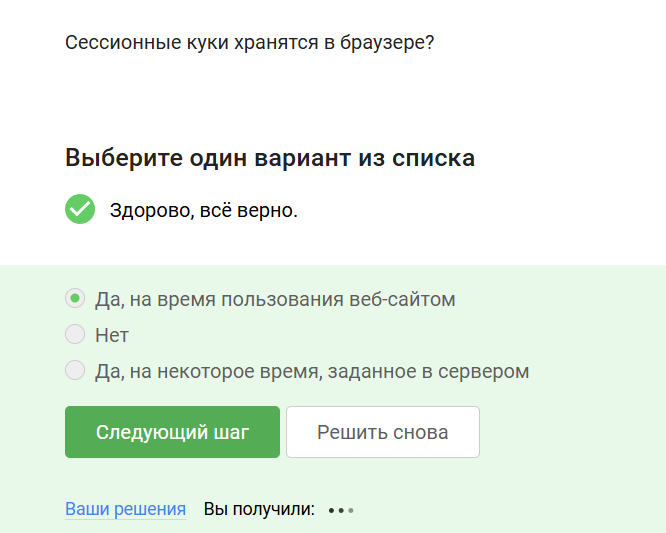 Сессионные куки хранятся в браузере?
Выберите один вариант из списка
Здорово, всё верно.
Да, на время пользования веб-сайтом
Нет
Да, на некоторое время, заданное в сервером
Следующий шаг
Решить снова
Ваши решения Вы получили: